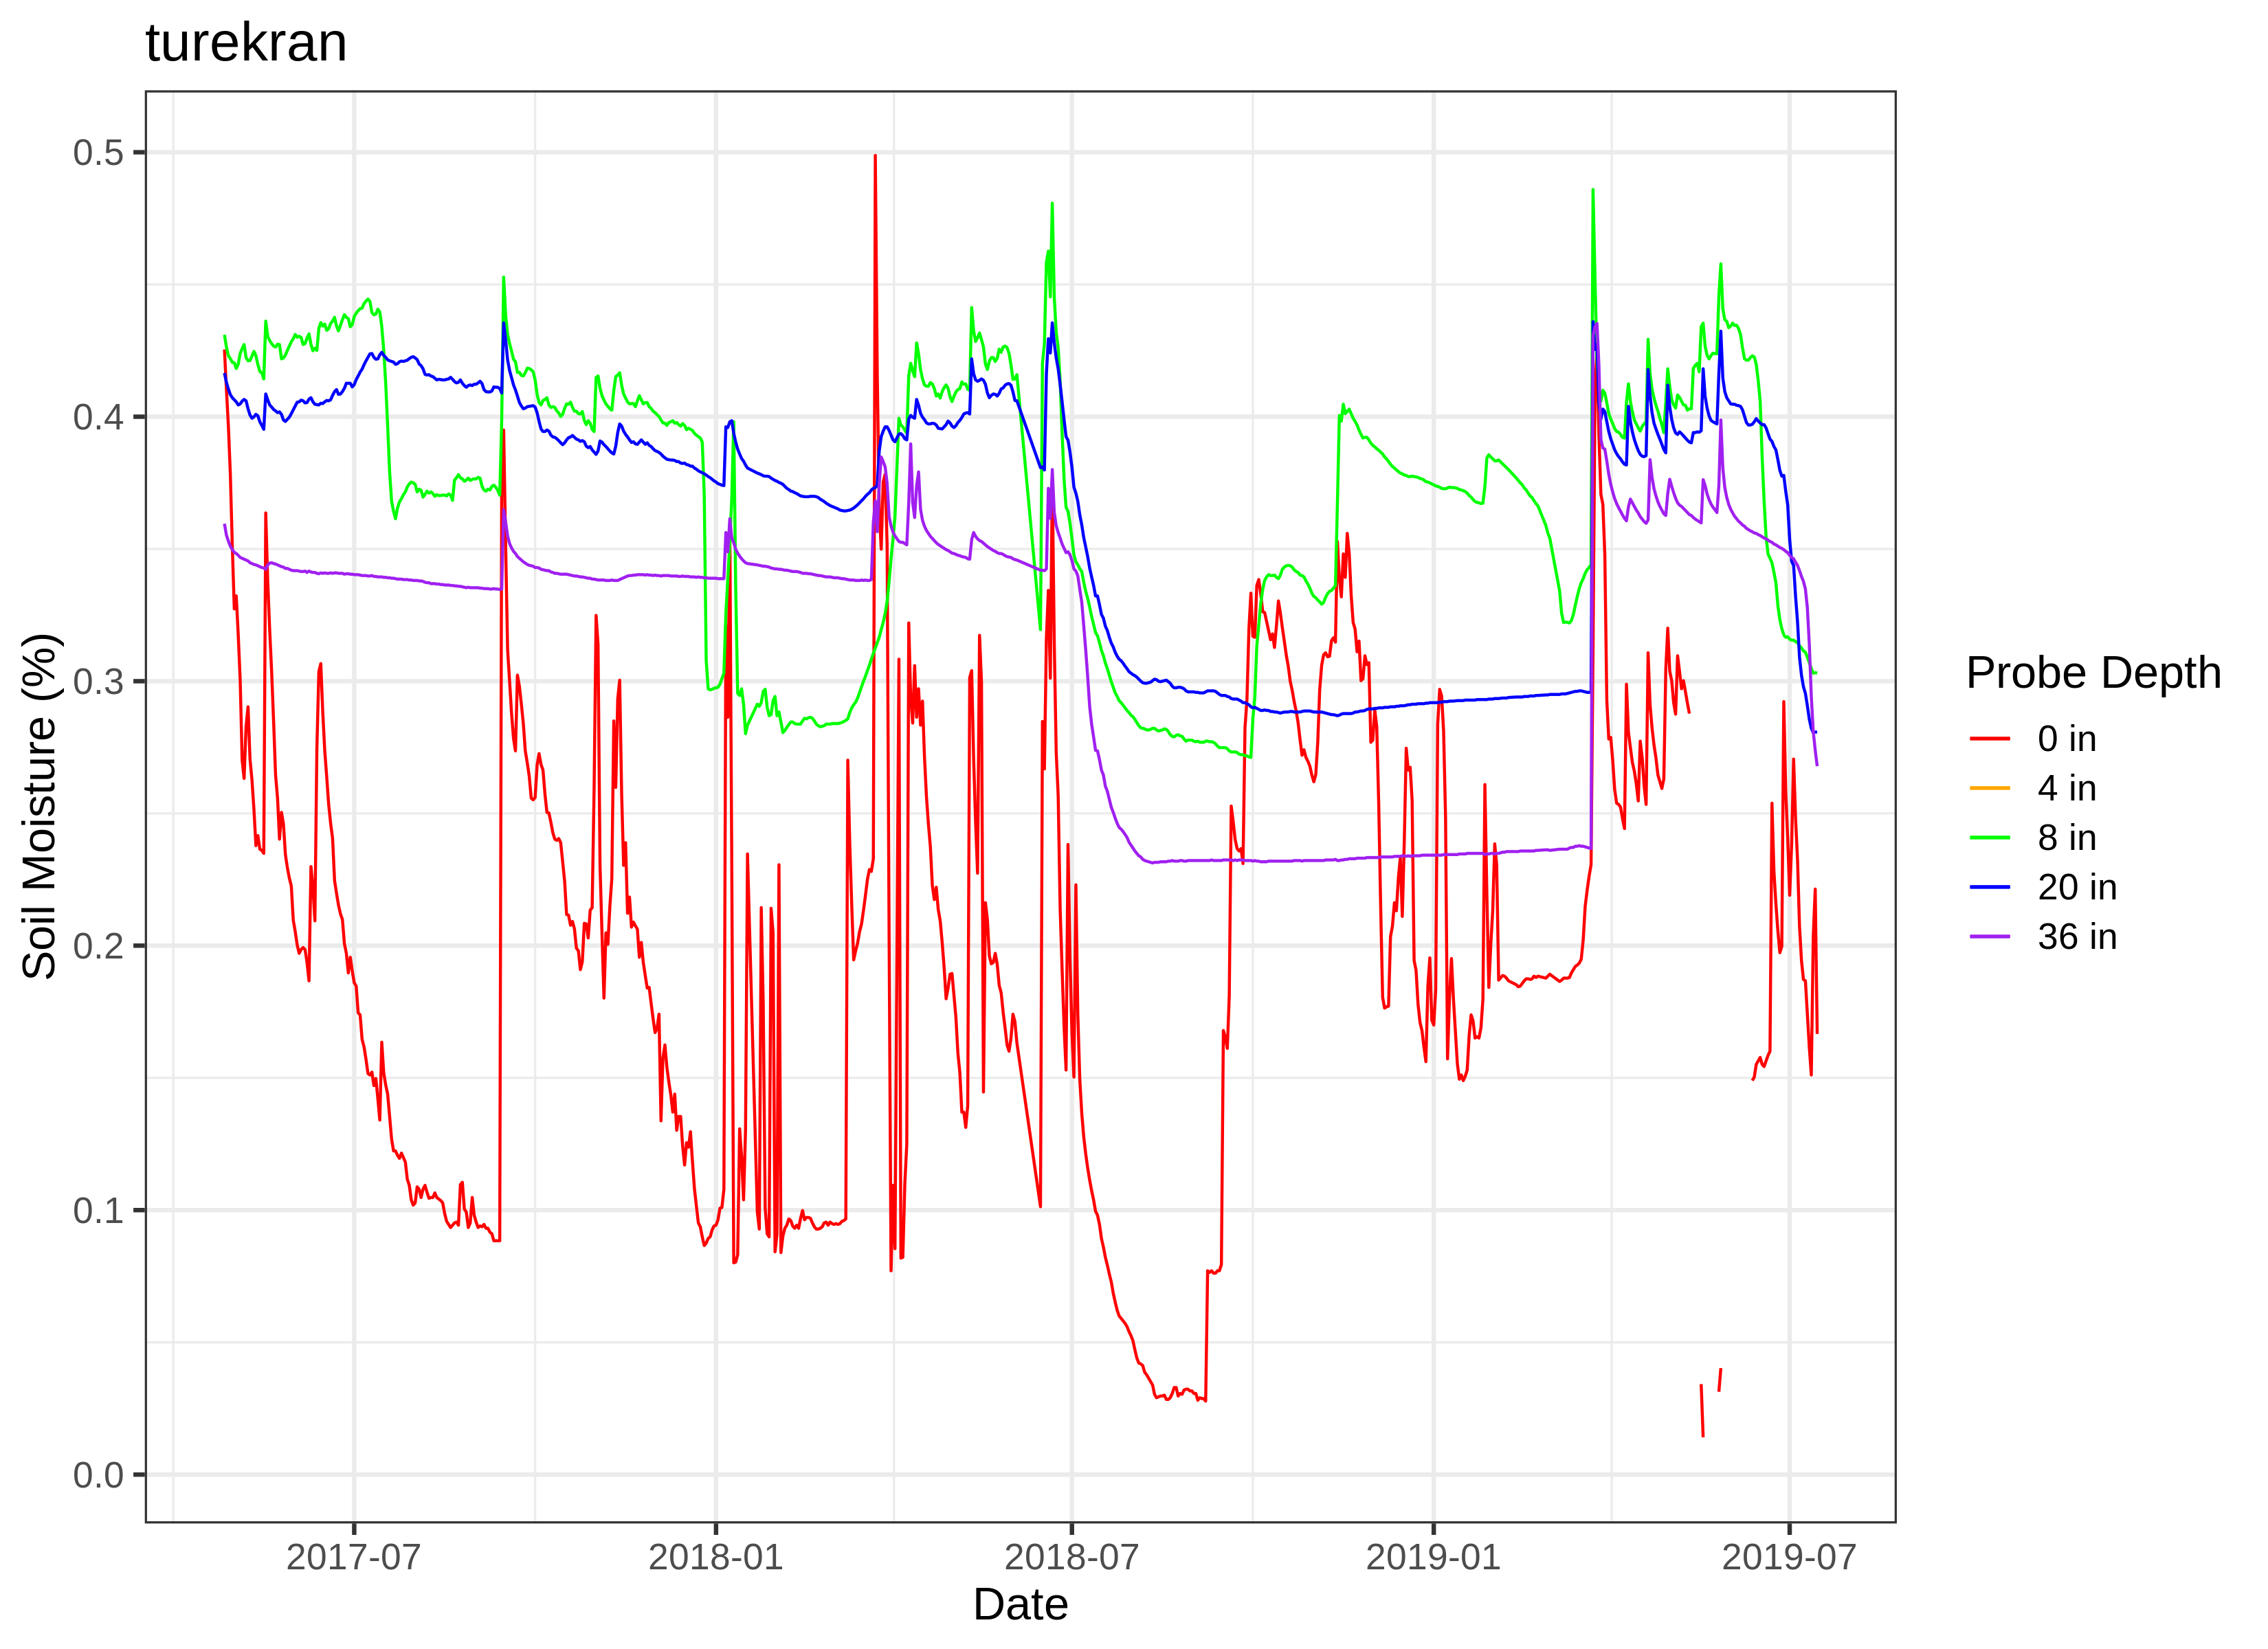 turekran
0.5
0.4
0.3
0.2
0.1
0.0
Soil Moisture (%)
2017-07
2018-01
2018-07
2019-01
2019-07
Date
Probe Depth
0 in
4 in
8 in
20 in
36 in